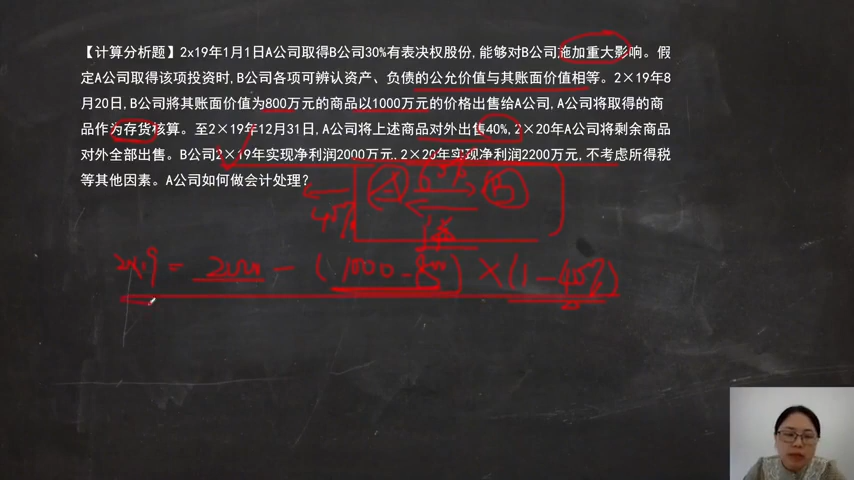 【计算分析题】2x19年1月1日A公司取得B公司30%有表决权股份,能够对B公司施加重大影响。假
定A公司取得该项投资时,B公司各项可辨认资产、负债的公允价值与其账面价值相等。2×19年8
月20日,B公司將其账面价值为800万元的商品以1000万元的价格出售给A公司,A公司将取得的商
品作为存货核算。至2×19年12月31日,A公司将上述商品对外出售40%,2×20年A公司将剩余商品
对外全部出售。B公司2×19年实现净利润2000万元,2×20年实现净利润2200万元,不考虑所得税
等其他因素。A公司如何做会计处理?
A B
40%
2x19 = 2000 - ( 1000 - 800 ) × (1 - 40%)